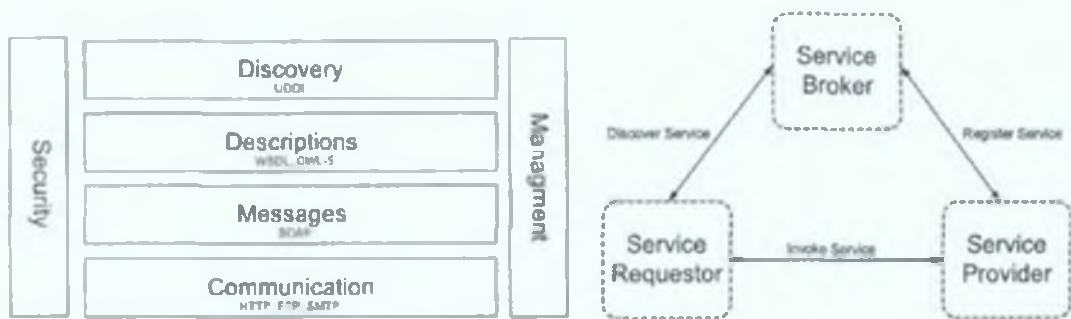 Security
Discovery
UDDI
Descriptions
WSDL, OWL-S
Messages
SOAP
Communication
HTTP, FTP, SMTP
Managment
Service
Broker
Discover Service
Register Service
Service
Requestor
Invoke Service
Service
Provider